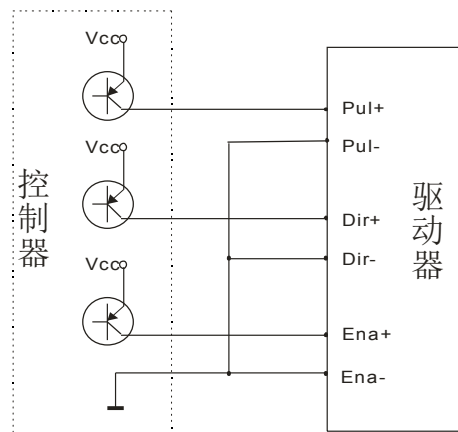 Vcc
Pul+
Pul-
Vcc
控制器
驱动器
Dir+
Dir-
Vcc
Ena+
Ena-